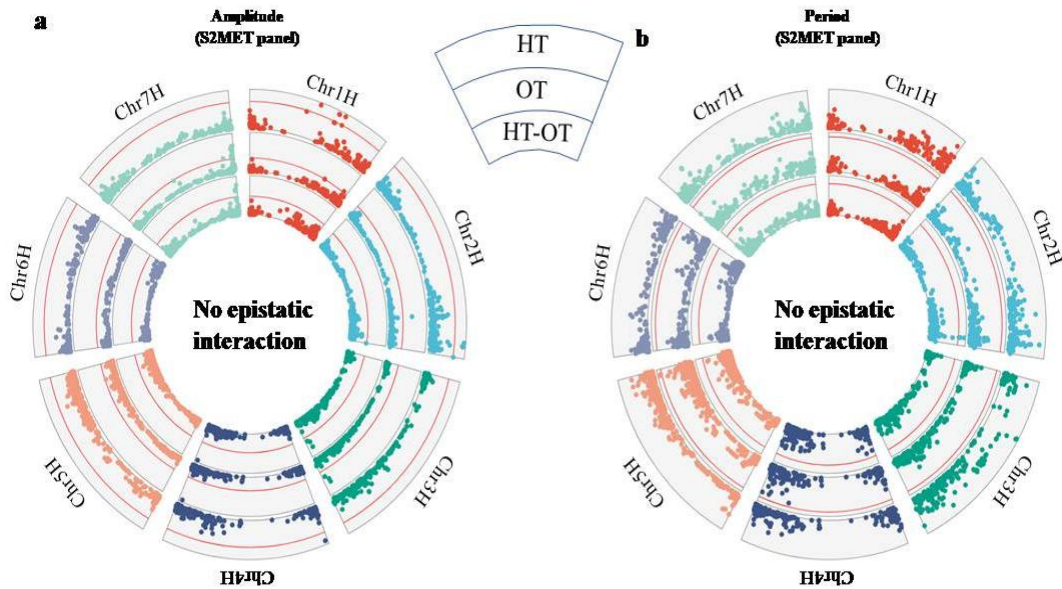 a
Amplitude
(S2MET panel)
HT
OT
HT-OT
b
Period
(S2MET panel)
Chr7H
Chr1H
Chr2H
Chr3H
Chr4H
Chr5H
Chr6H
No epistatic
interaction
Chr7H
Chr1H
Chr2H
Chr3H
Chr4H
Chr5H
Chr6H
No epistatic
interaction